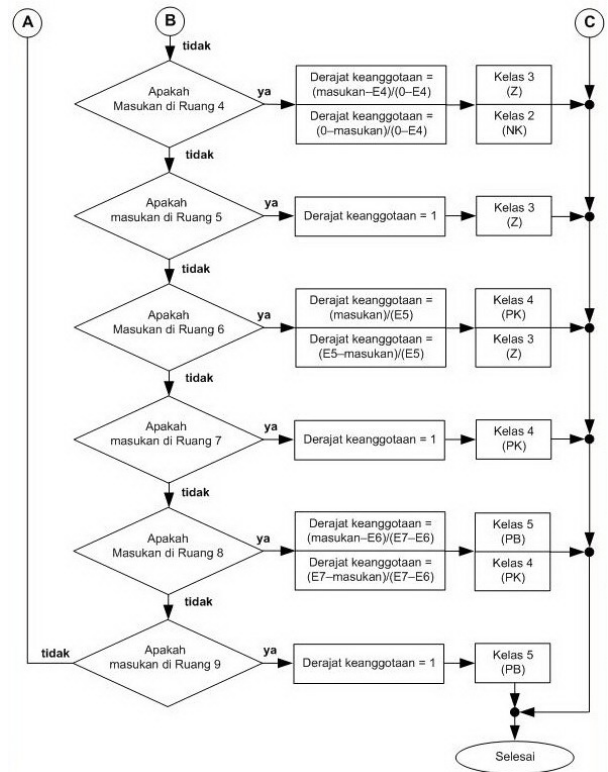 A
B
C
tidak
Apakah
Masukan di Ruang 4
ya
Derajat keanggotaan =
(masukan–E4)/(0–E4)
Derajat keanggotaan =
(0–masukan)/(0–E4)
Kelas 3
(Z)
Kelas 2
(NK)
tidak
Apakah
masukan di Ruang 5
ya
Derajat keanggotaan = 1
Kelas 3
(Z)
tidak
Apakah
Masukan di Ruang 6
ya
Derajat keanggotaan =
(masukan)/(E5)
Derajat keanggotaan =
(E5–masukan)/(E5)
Kelas 4
(PK)
Kelas 3
(Z)
tidak
Apakah
masukan di Ruang 7
ya
Derajat keanggotaan = 1
Kelas 4
(PK)
tidak
Apakah
Masukan di Ruang 8
ya
Derajat keanggotaan =
(masukan–E6)/(E7–E6)
Derajat keanggotaan =
(E7–masukan)/(E7–E6)
Kelas 5
(PB)
Kelas 4
(PK)
tidak
tidak
Apakah
masukan di Ruang 9
ya
Derajat keanggotaan = 1
Kelas 5
(PB)
Selesai